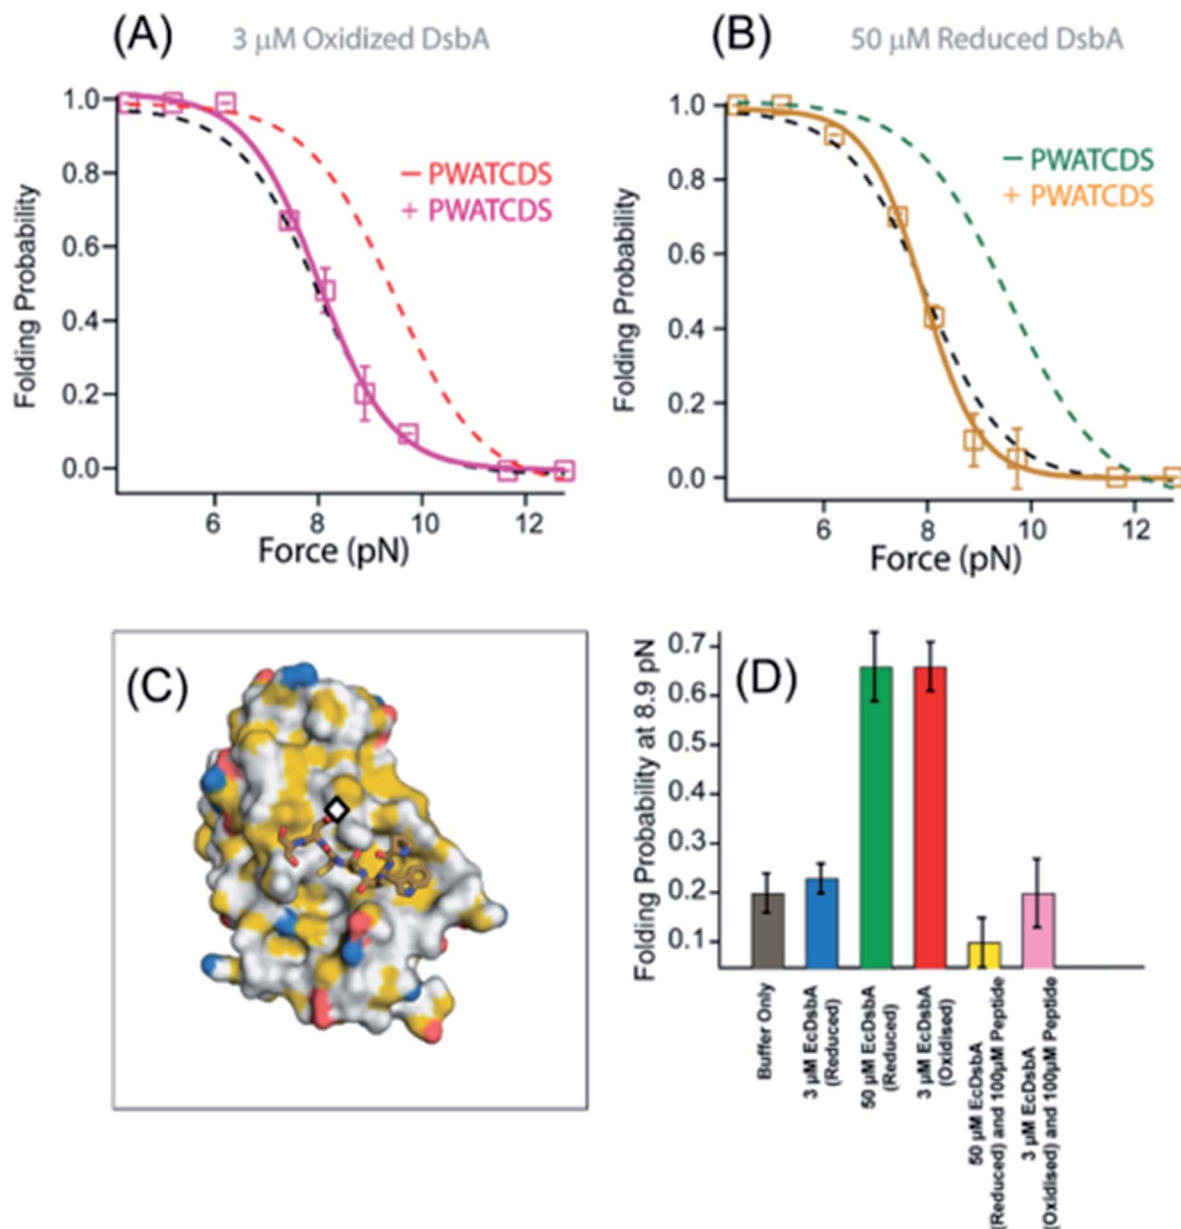 (A)
3 µM Oxidized DsbA
1.0
0.8
0.6
0.4
0.2
0.0
Folding Probability
– PWATCDS
+ PWATCDS
6
8
10
12
Force (pN)
(B)
50 µM Reduced DsbA
1.0
0.8
0.6
0.4
0.2
0.0
Folding Probability
– PWATCDS
+ PWATCDS
6
8
10
12
Force (pN)
(C)
(D)
Folding Probability at 8.9 pN
0.7
0.6
0.5
0.4
0.3
0.2
0.1
Buffer Only
3 µM EcDsbA
(Reduced)
50 µM EcDsbA
(Reduced)
3 µM EcDsbA
(Oxidised)
50 µM EcDsbA
(Reduced) and 100µM Peptide
3 µM EcDsbA
(Oxidised) and 100µM Peptide